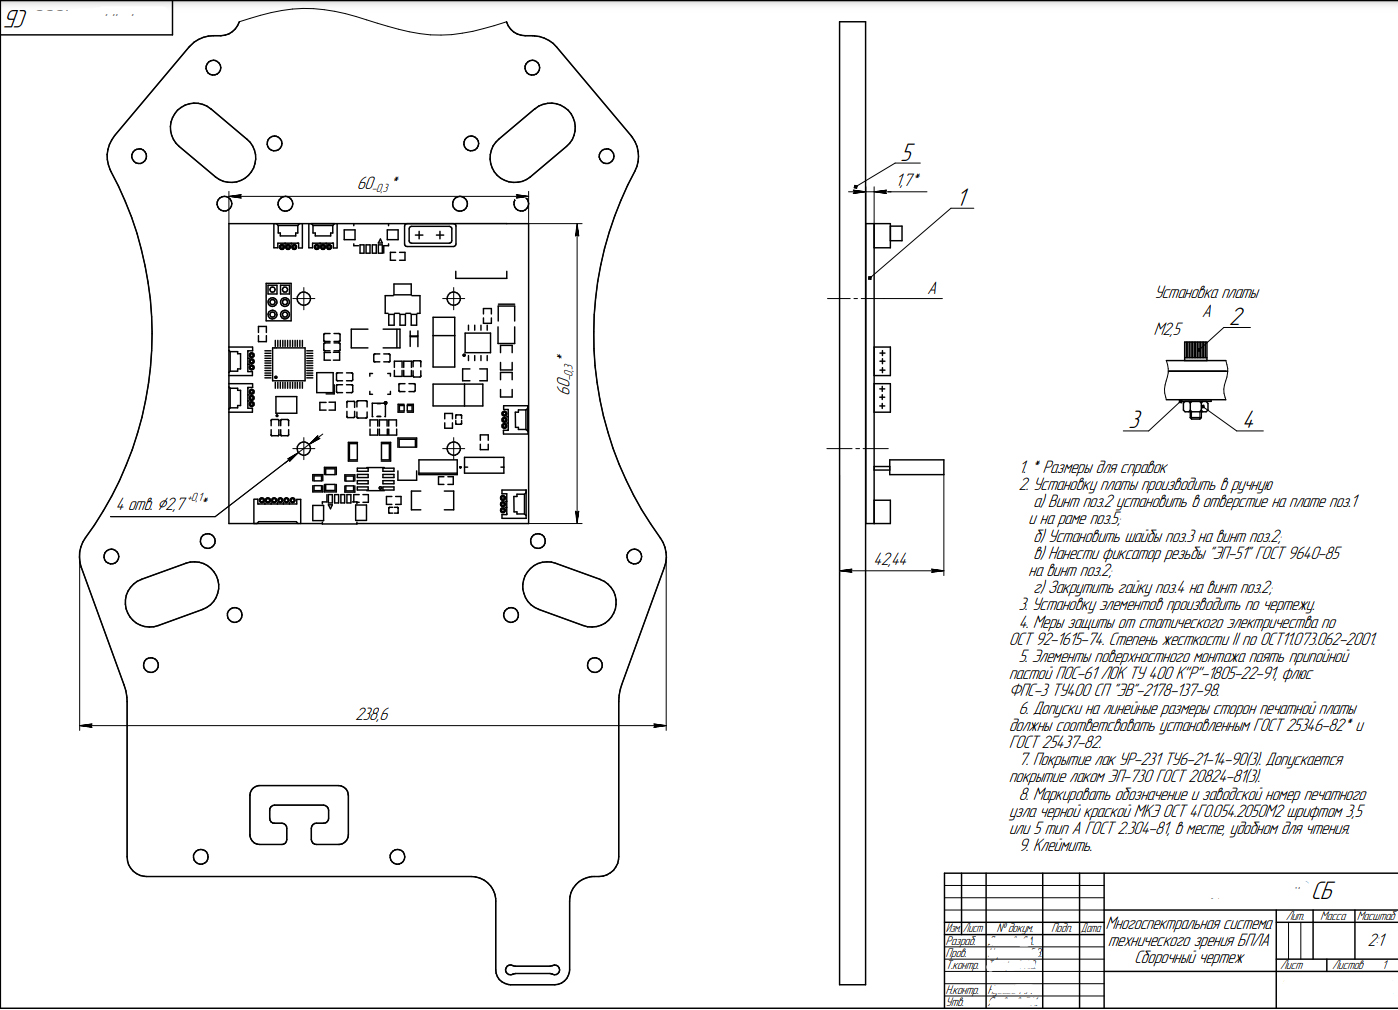 СБ
60-0,3*
60-0,3*
4 отв. ⌀2,7+0,1*
238,6
5
1,7*
1
А
42,44
Установка платы
А
М2,5
2
3
4
1. * Размеры для справок
2. Установку платы производить в ручную
а) Винт поз.2 установить в отверстие на плате поз.1
и на раме поз.5;
б) Установить шайбы поз.3 на винт поз.2;
в) Нанести фиксатор резьбы "ЭП-51" ГОСТ 9640-85
на винт поз.2;
г) Закрутить гайку поз.4 на винт поз.2;
3. Установку элементов производить по чертежу.
4. Меры защиты от статического электричества по
ОСТ 92-1615-74. Степень жесткости II по ОСТ11.073.062-2001.
5. Элементы поверхностного монтажа паять припойной
пастой ПОС-61 ЛОК ТУ 400 К"Р"-1805-22-91, флюс
ФПС-3 ТУ400 СП "ЭВ"-2178-137-98.
6. Допуски на линейные размеры сторон печатной платы
должны соответсвовать установленным ГОСТ 25346-82* и
ГОСТ 25437-82.
7. Покрытие лак УР-231 ТУ6-21-14-90(3). Допускается
покрытие лаком ЭП-730 ГОСТ 20824-81(3).
8. Маркировать обозначение и заводской номер печатного
узла черной краской МКЭ ОСТ 4Г0.054.205ОМ2 шрифтом 3,5
или 5 тип А ГОСТ 2.304-81, в месте, удобном для чтения.
9. Клеймить.
СБ
Изм. Лист № докум. Подп. Дата
Разраб.
Пров.
Т.контр.
Н.контр.
Утв.
Многоспектральная система
технического зрения БПЛА
Сборочный чертеж
Лит. Масса Масштаб
2:1
Лист Листов 1